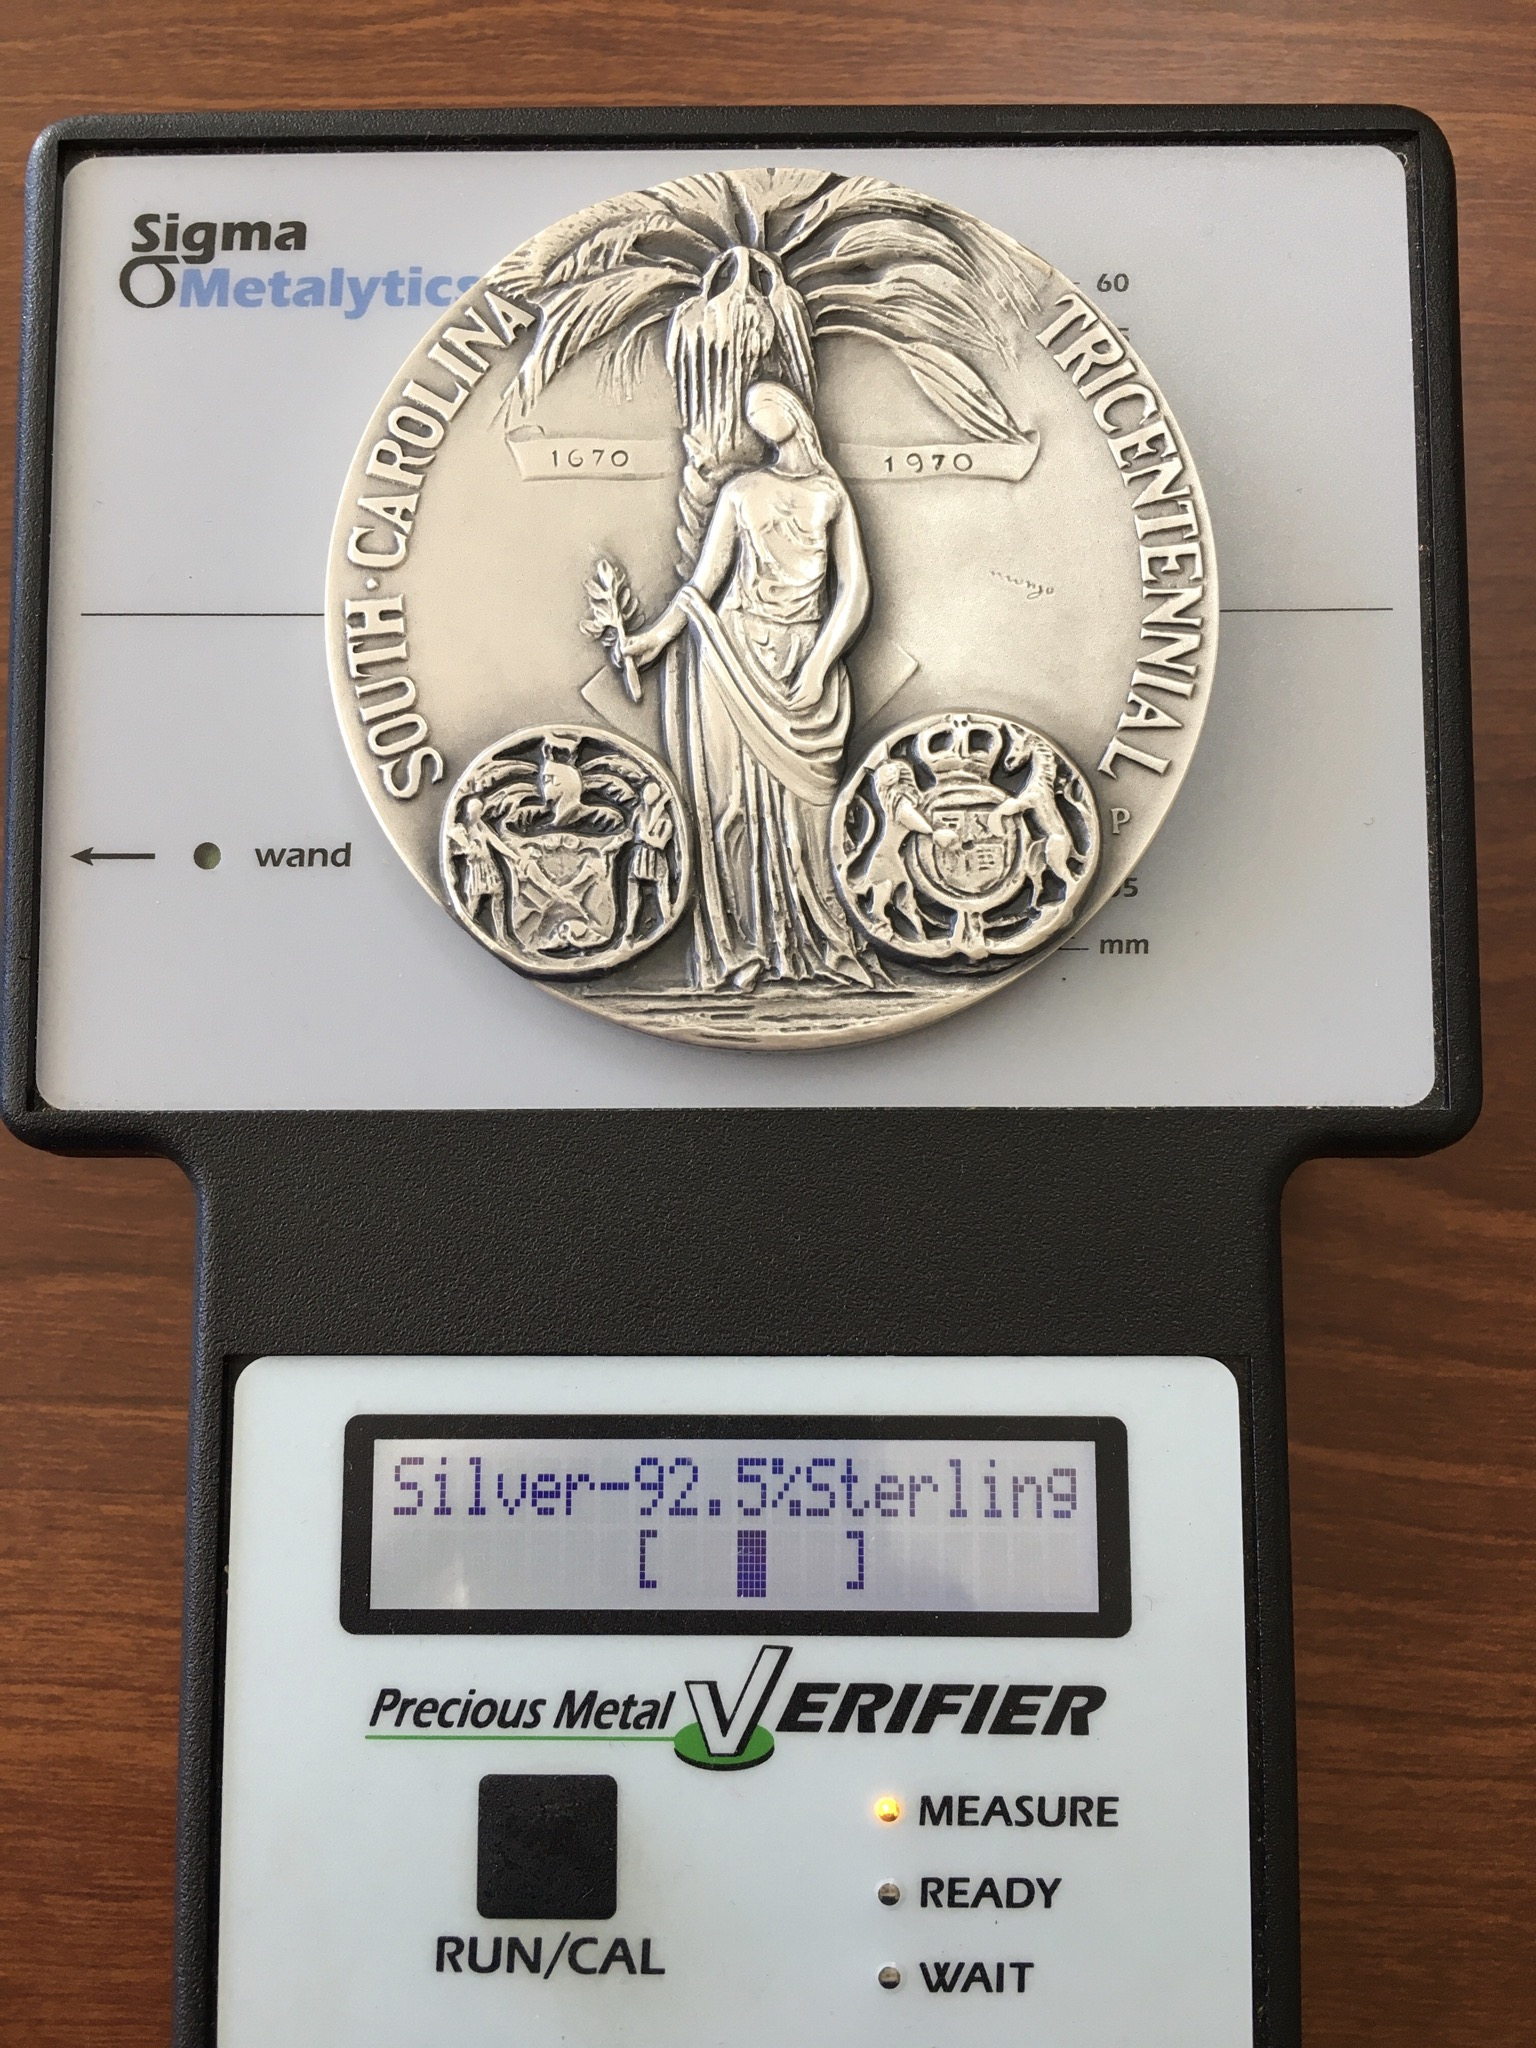 Sigma
Metalytics
60
SOUTH · CAROLINA
TRICENTENNIAL
1670
1970
P
wand
mm
Silver-92.5%Sterling
[ ]
Precious Metal VERIFIER
MEASURE
READY
RUN/CAL
WAIT